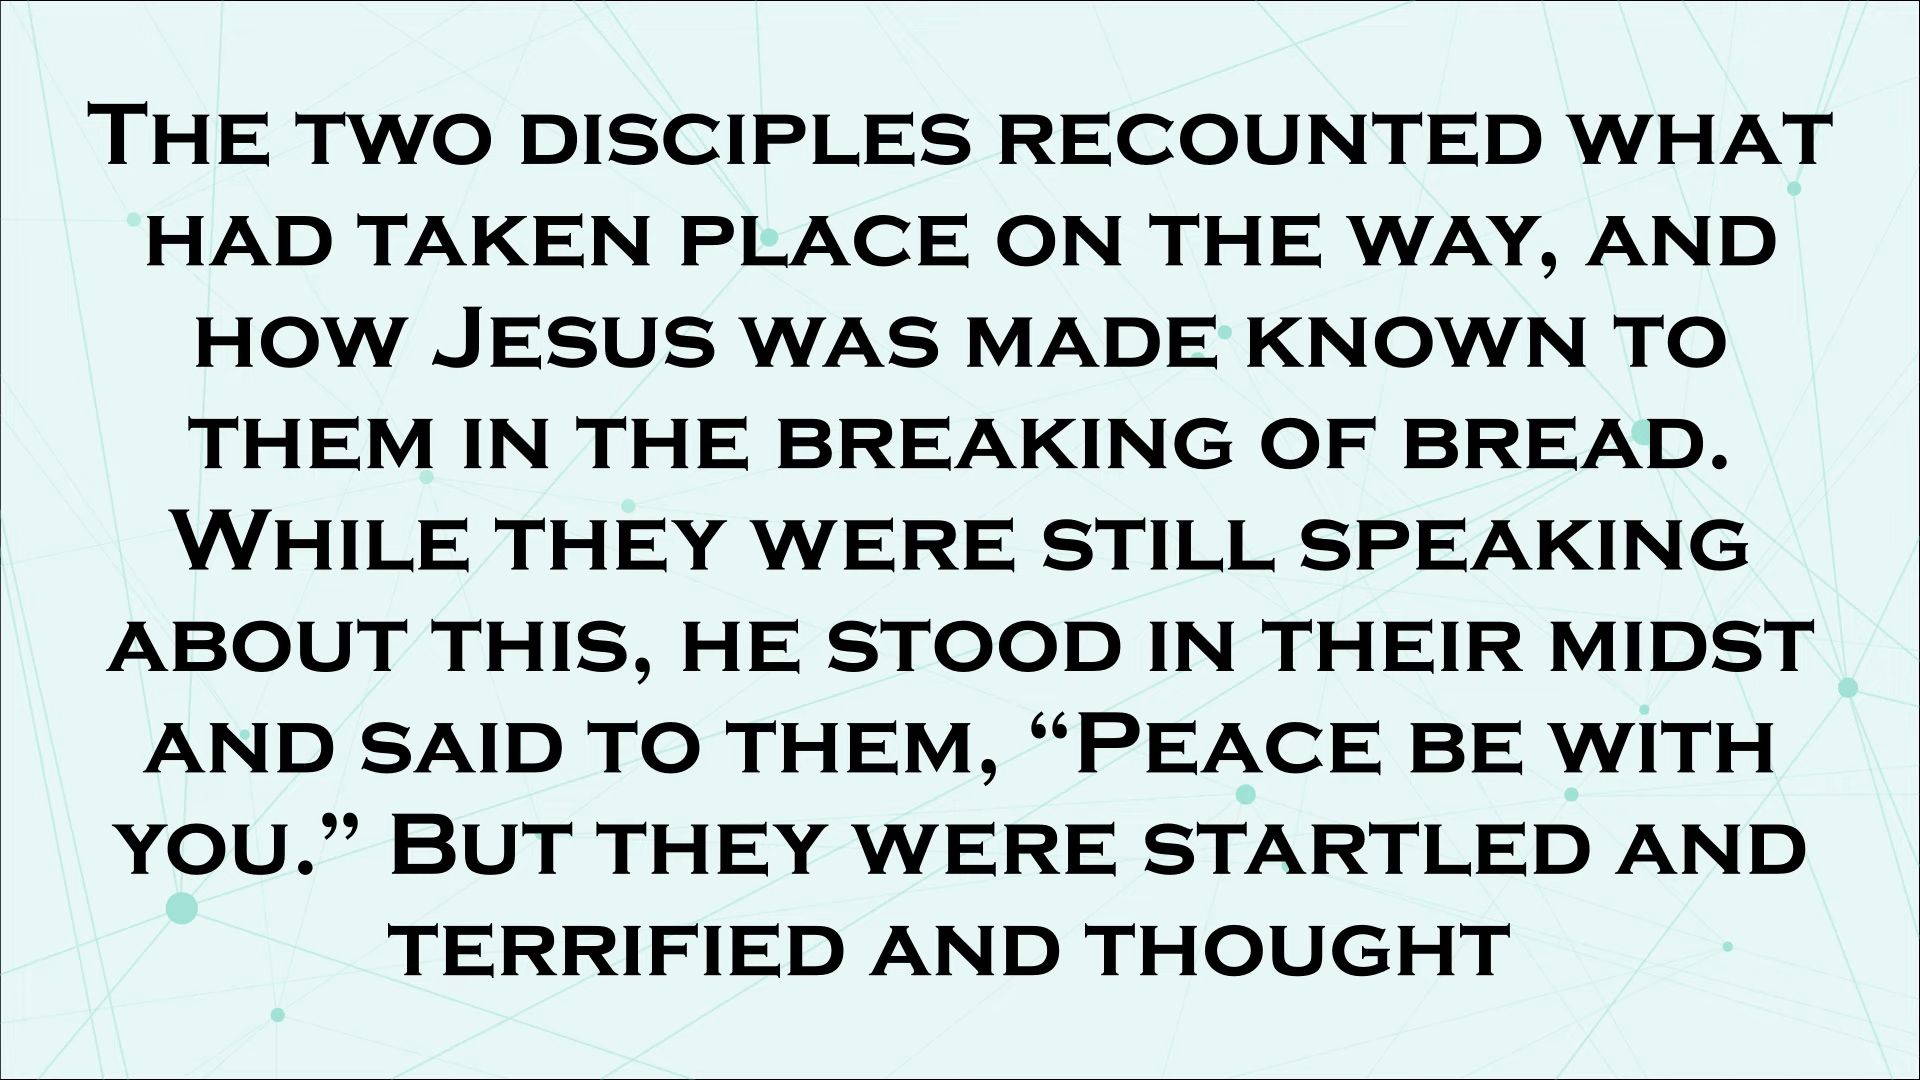 The two disciples recounted what
had taken place on the way, and
how Jesus was made known to
them in the breaking of bread.
While they were still speaking
about this, he stood in their midst
and said to them, “Peace be with
you.” But they were startled and
terrified and thought